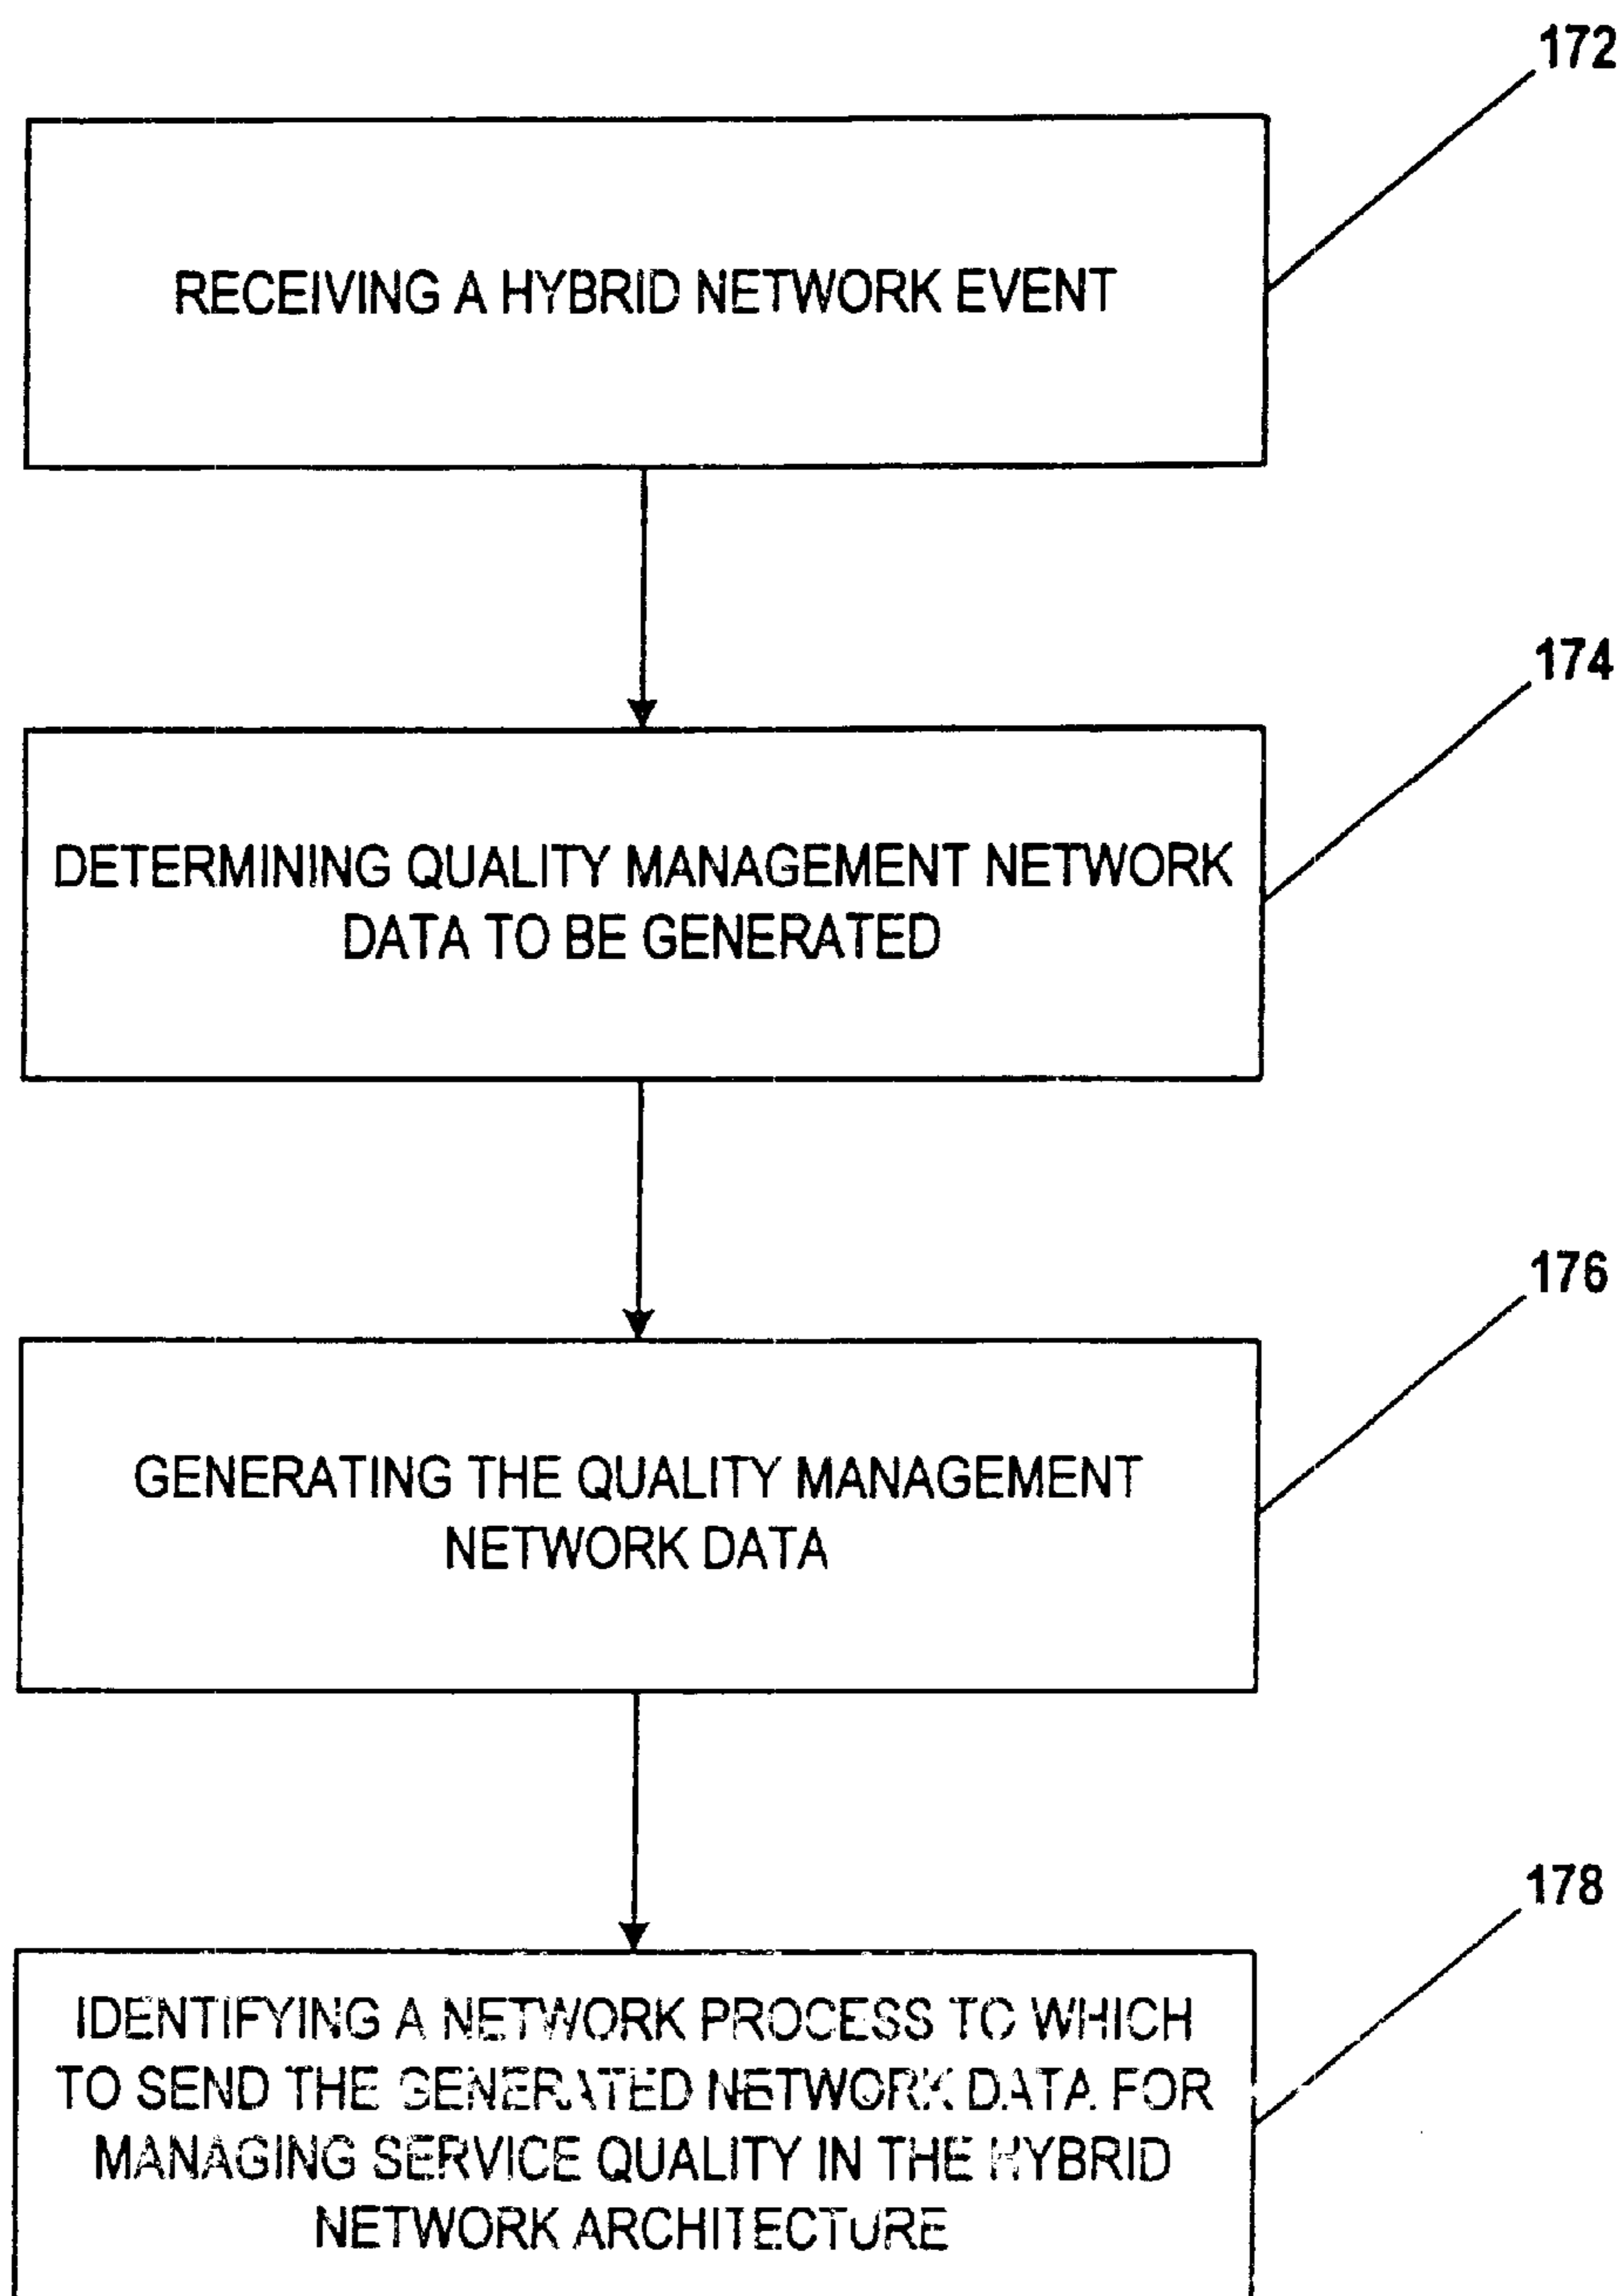 172
RECEIVING A HYBRID NETWORK EVENT
174
DETERMINING QUALITY MANAGEMENT NETWORK
DATA TO BE GENERATED
176
GENERATING THE QUALITY MANAGEMENT
NETWORK DATA
178
IDENTIFYING A NETWORK PROCESS TO WHICH
TO SEND THE GENERATED NETWORK DATA FOR
MANAGING SERVICE QUALITY IN THE HYBRID
NETWORK ARCHITECTURE